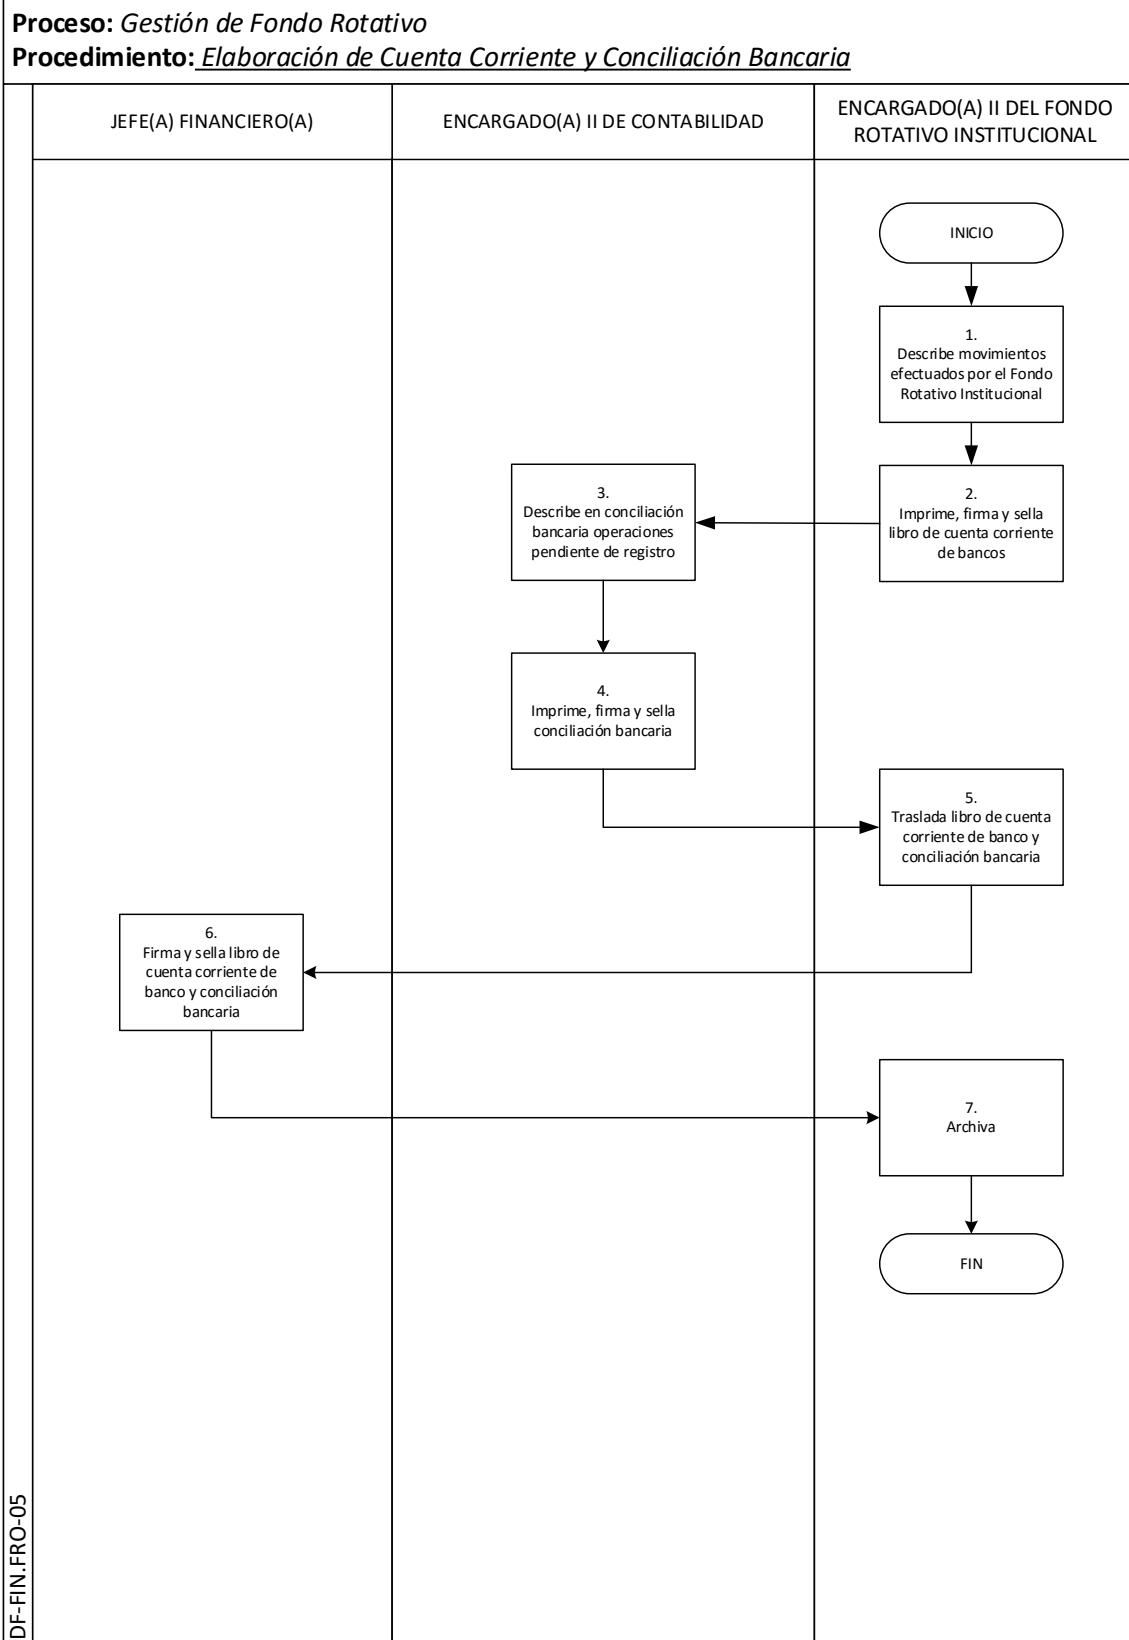 Proceso: Gestión de Fondo Rotativo
Procedimiento: Elaboración de Cuenta Corriente y Conciliación Bancaria
JEFE(A) FINANCIERO(A)
ENCARGADO(A) II DE CONTABILIDAD
ENCARGADO(A) II DEL FONDO
ROTATIVO INSTITUCIONAL
INICIO
1.
Describe movimientos
efectuados por el Fondo
Rotativo Institucional
2.
Imprime, firma y sella
libro de cuenta corriente
de bancos
3.
Describe en conciliación
bancaria operaciones
pendiente de registro
4.
Imprime, firma y sella
conciliación bancaria
5.
Traslada libro de cuenta
corriente de banco y
conciliación bancaria
6.
Firma y sella libro de
cuenta corriente de
banco y conciliación
bancaria
7.
Archiva
FIN
DF-FIN.FRO-05